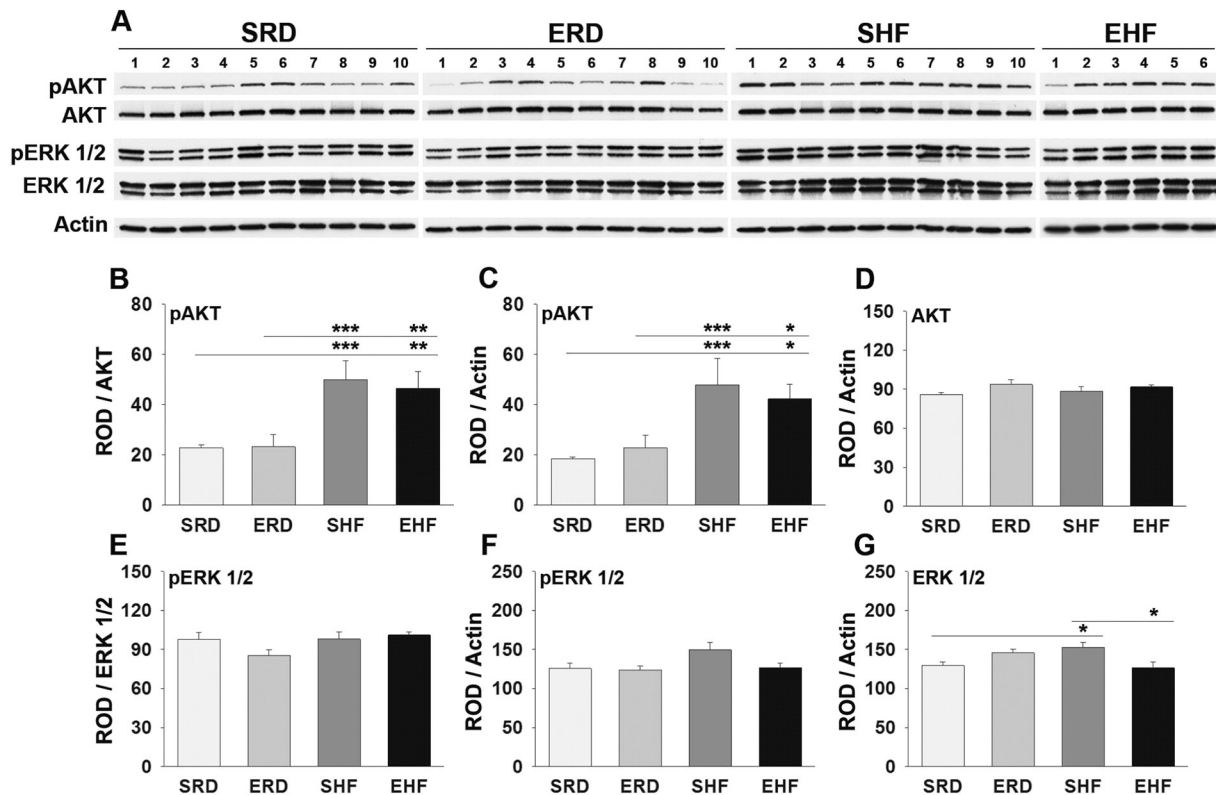 A
SRD ERD SHF EHF
1 2 3 4 5 6 7 8 9 10 1 2 3 4 5 6 7 8 9 10 1 2 3 4 5 6 7 8 9 10 1 2 3 4 5 6
pAKT
AKT
pERK 1/2
ERK 1/2
Actin
B
pAKT
ROD / AKT
80
60
40
20
0
*** **
*** **
SRD ERD SHF EHF
C
pAKT
ROD / Actin
80
60
40
20
0
*** *
*** *
SRD ERD SHF EHF
D
AKT
ROD / Actin
150
120
90
60
30
0
SRD ERD SHF EHF
E
pERK 1/2
ROD / ERK 1/2
150
120
90
60
30
0
SRD ERD SHF EHF
F
pERK 1/2
ROD / Actin
250
200
150
100
50
0
SRD ERD SHF EHF
G
ERK 1/2
ROD / Actin
250
200
150
100
50
0
*
*
SRD ERD SHF EHF